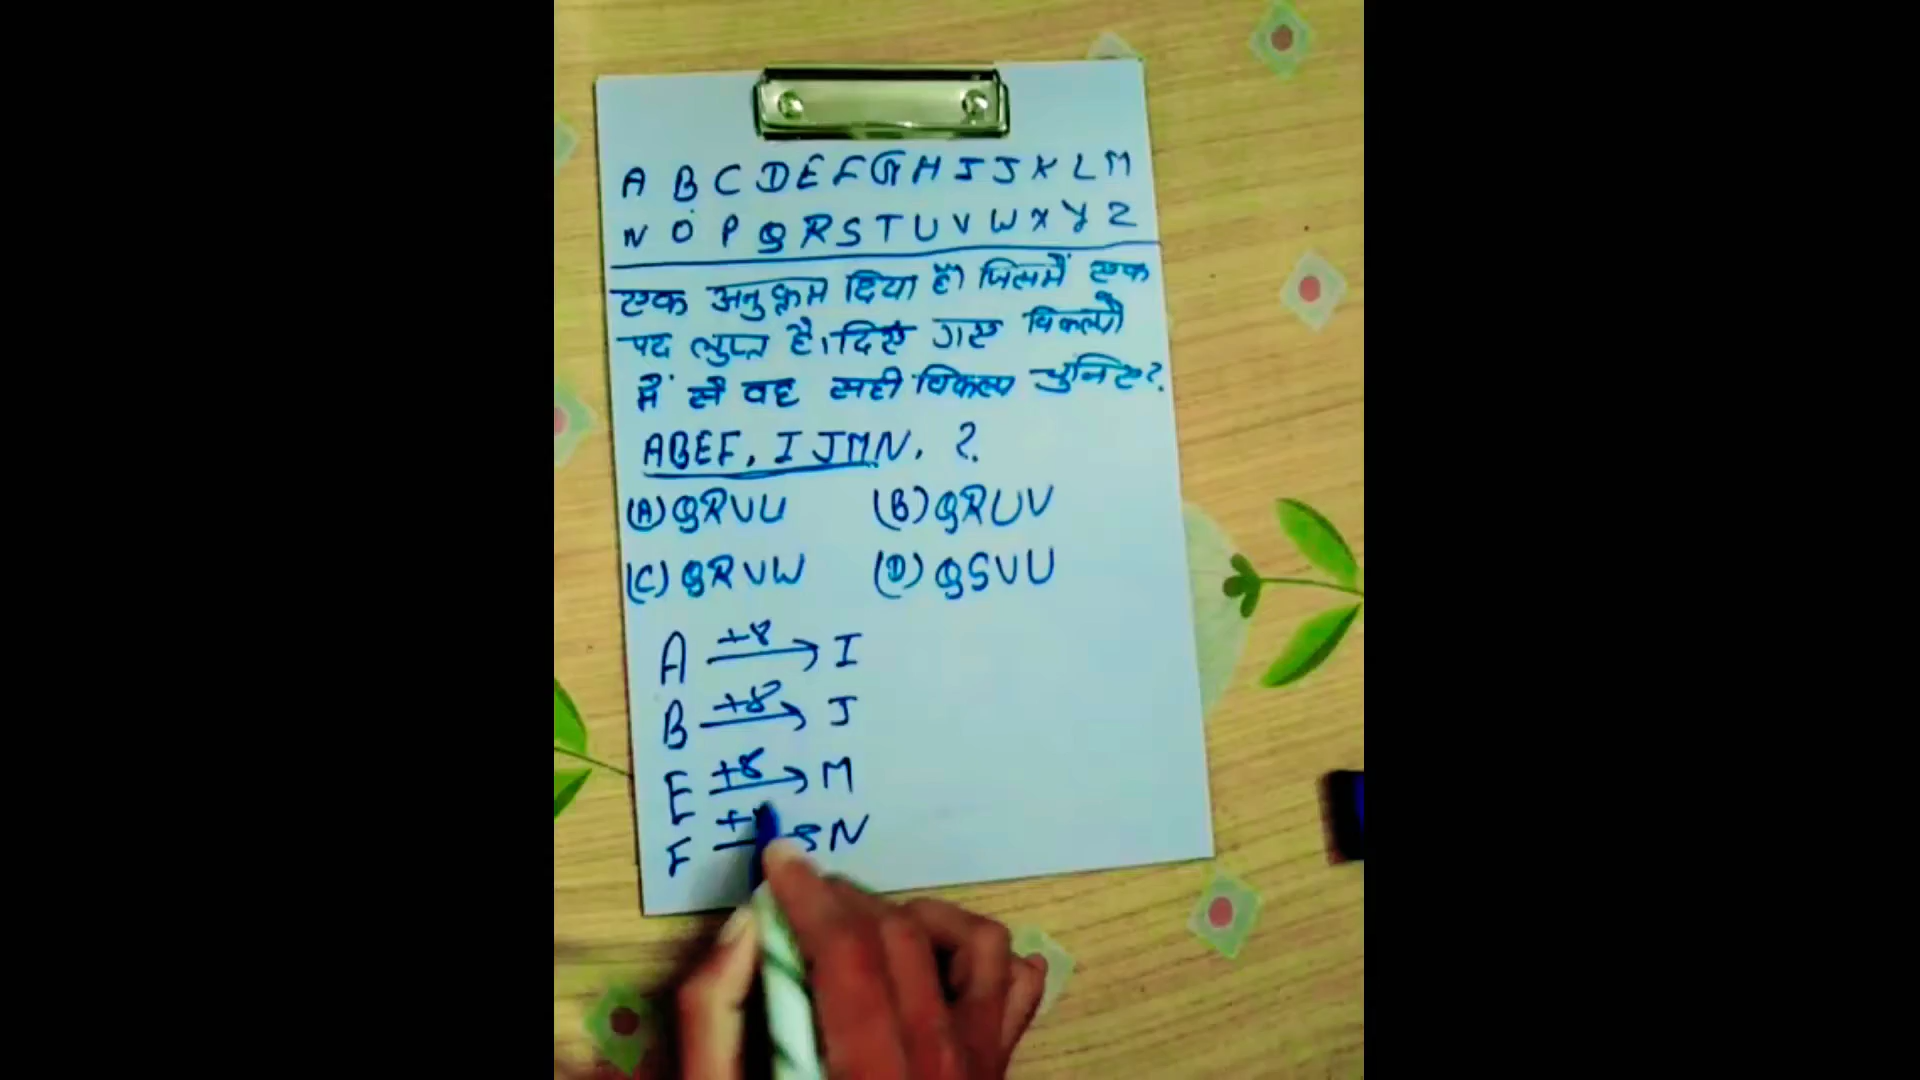 A B C D E F G H I J K L M
N O P Q R S T U V W X Y Z
एक अनुक्रम दिया है। जिसमें एक
पद लुप्त है। दिए गए विकल्पों
में से वह सही विकल्प चुनिए?
ABEF, IJMN, ?
(A) QRVU (B) QRUV
(C) QRVW (D) QSVU
A +8→ I
B +8→ J
E +8→ M
F N